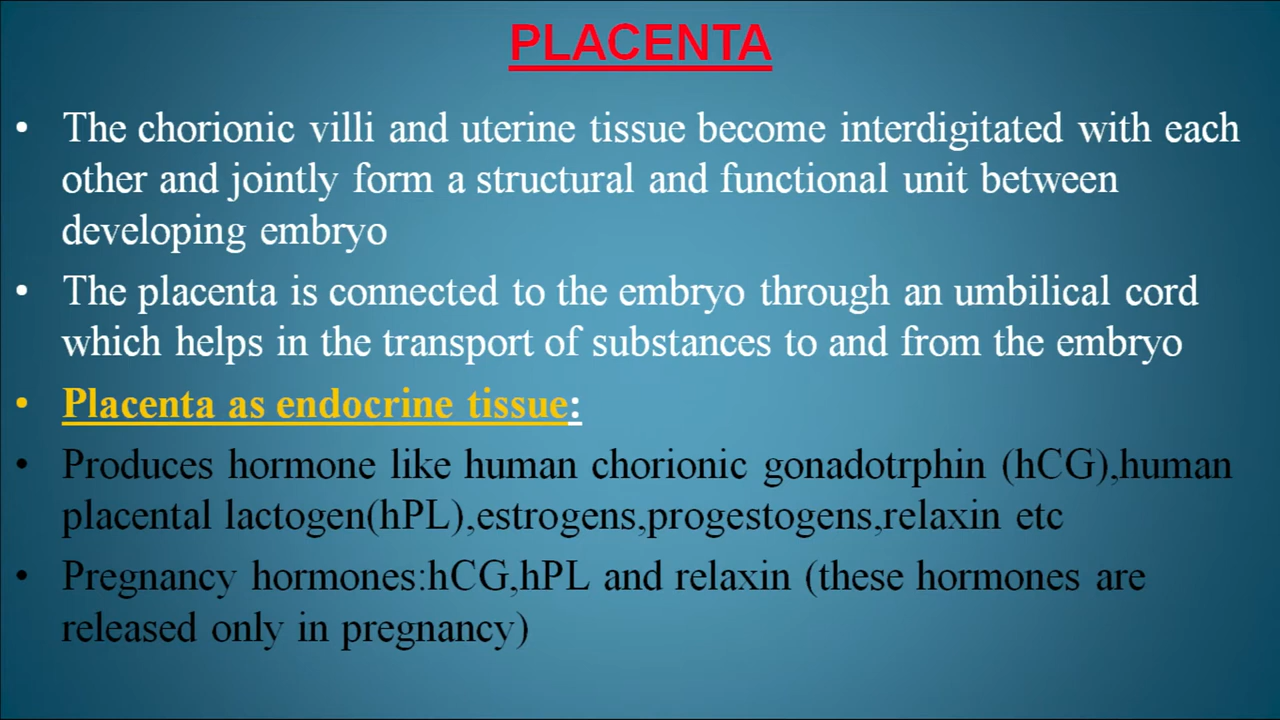 PLACENTA
• The chorionic villi and uterine tissue become interdigitated with each
other and jointly form a structural and functional unit between
developing embryo
• The placenta is connected to the embryo through an umbilical cord
which helps in the transport of substances to and from the embryo
• Placenta as endocrine tissue:
• Produces hormone like human chorionic gonadotrphin (hCG),human
placental lactogen(hPL),estrogens,progestogens,relaxin etc
• Pregnancy hormones:hCG,hPL and relaxin (these hormones are
released only in pregnancy)